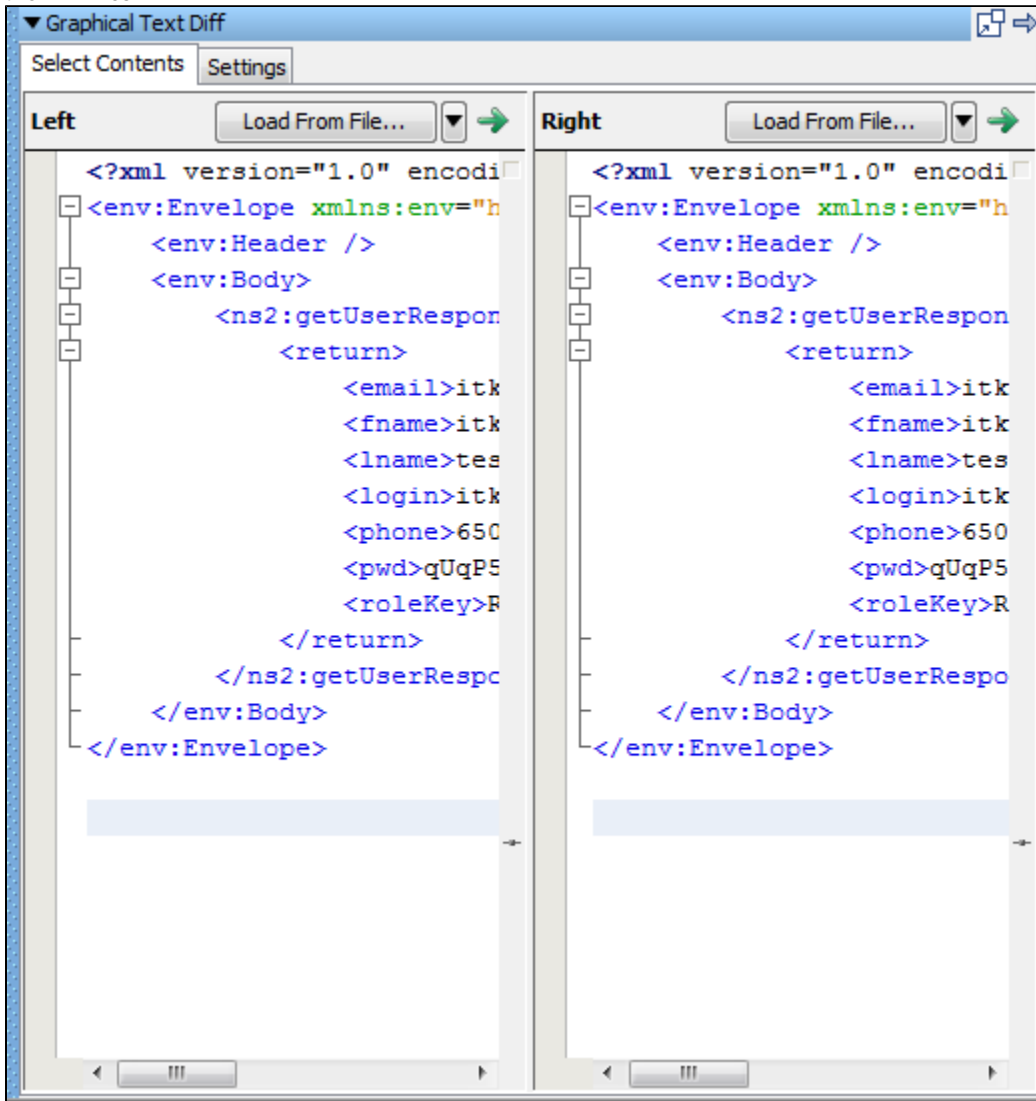 Graphical Text Diff
Select Contents Settings
Left Load From File...
<?xml version="1.0" encodi
<env:Envelope xmlns:env="h
<env:Header />
<env:Body>
<ns2:getUserRespon
<return>
<email>itk
<fname>itk
<lname>tes
<login>itk
<phone>650
<pwd>qUqP5
<roleKey>R
</return>
</ns2:getUserRespo
</env:Body>
</env:Envelope>
Right Load From File...
<?xml version="1.0" encodi
<env:Envelope xmlns:env="h
<env:Header />
<env:Body>
<ns2:getUserRespon
<return>
<email>itk
<fname>itk
<lname>tes
<login>itk
<phone>650
<pwd>qUqP5
<roleKey>R
</return>
</ns2:getUserRespo
</env:Body>
</env:Envelope>